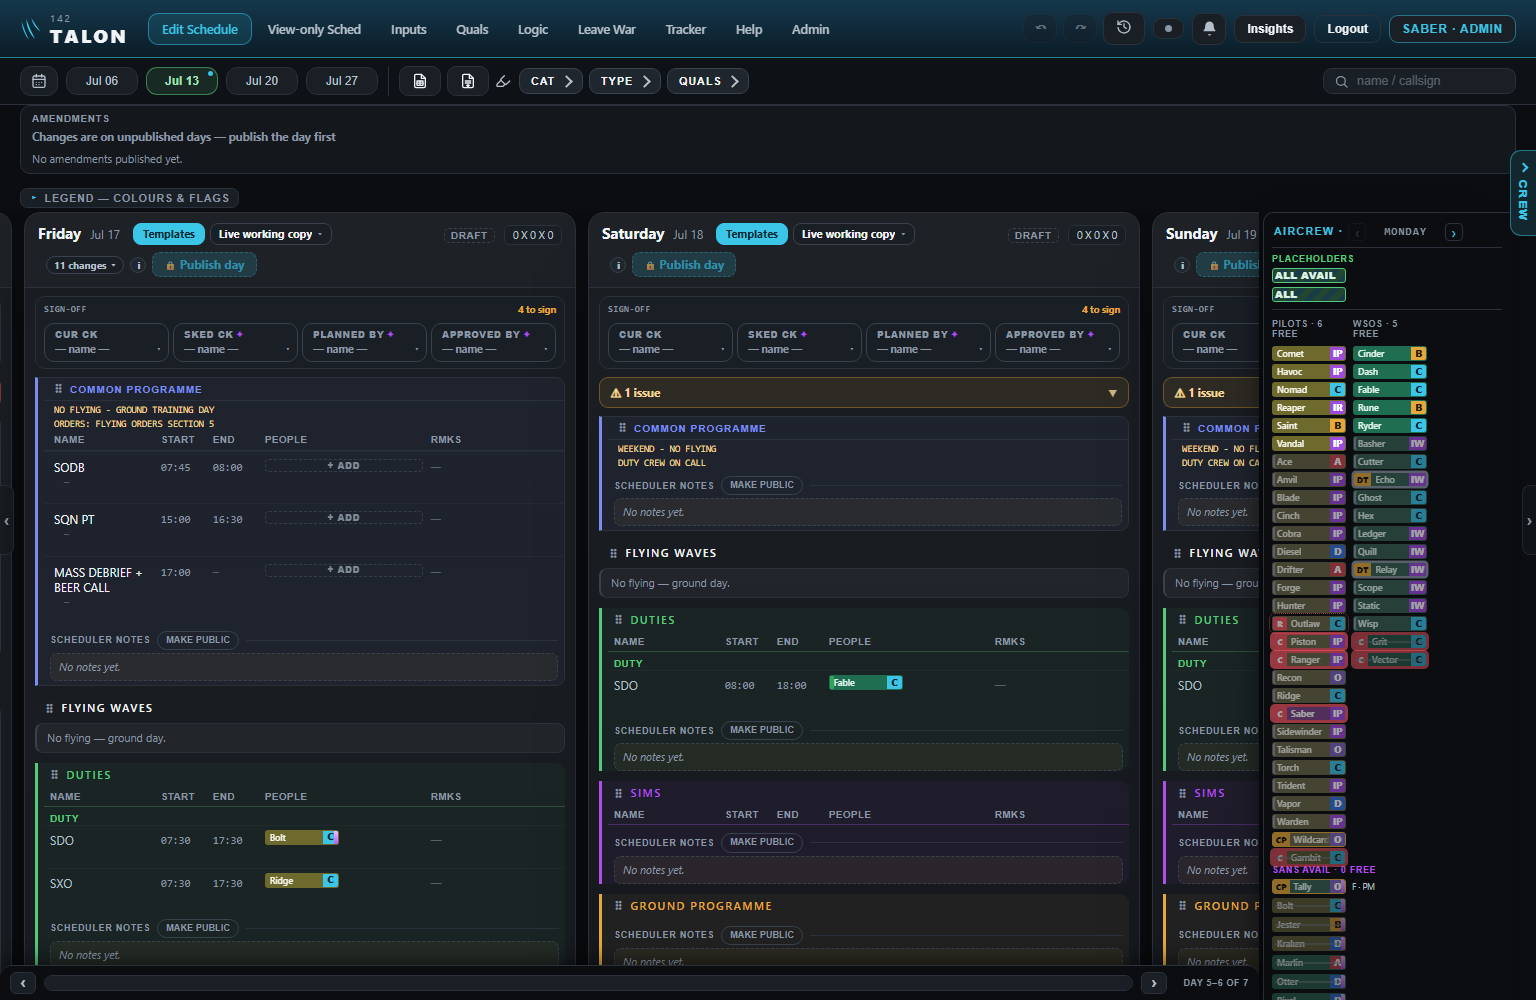 142
TALON
Edit Schedule
View-only Sched
Inputs
Quals
Logic
Leave War
Tracker
Help
Admin
Insights
Logout
SABER · ADMIN
Jul 06
Jul 13
Jul 20
Jul 27
CAT
TYPE
QUALS
name / callsign
AMENDMENTS
Changes are on unpublished days — publish the day first
No amendments published yet.
CREW
LEGEND — COLOURS & FLAGS
Friday Jul 17
Templates
Live working copy
DRAFT
0X0X0
11 changes
i
Publish day
SIGN-OFF
4 to sign
CUR CK
— name —
SKED CK
— name —
PLANNED BY
— name —
APPROVED BY
— name —
COMMON PROGRAMME
NO FLYING - GROUND TRAINING DAY
ORDERS: FLYING ORDERS SECTION 5
NAME START END PEOPLE RMKS
SODB 07:45 08:00 + ADD —
—
SQN PT 15:00 16:30 + ADD —
—
MASS DEBRIEF + BEER CALL 17:00 — + ADD —
—
SCHEDULER NOTES MAKE PUBLIC
No notes yet.
FLYING WAVES
No flying — ground day.
DUTIES
NAME START END PEOPLE RMKS
DUTY
SDO 07:30 17:30 Bolt C —
SXO 07:30 17:30 Ridge C —
SCHEDULER NOTES MAKE PUBLIC
No notes yet.
Saturday Jul 18
Templates
Live working copy
DRAFT
0X0X0
i
Publish day
SIGN-OFF
4 to sign
CUR CK
— name —
SKED CK
— name —
PLANNED BY
— name —
APPROVED BY
— name —
1 issue
COMMON PROGRAMME
WEEKEND - NO FLYING
DUTY CREW ON CALL
SCHEDULER NOTES MAKE PUBLIC
No notes yet.
FLYING WAVES
No flying — ground day.
DUTIES
NAME START END PEOPLE RMKS
DUTY
SDO 08:00 18:00 Fable C —
SCHEDULER NOTES MAKE PUBLIC
No notes yet.
SIMS
NAME START END PEOPLE RMKS
SCHEDULER NOTES MAKE PUBLIC
No notes yet.
GROUND PROGRAMME
SCHEDULER NOTES MAKE PUBLIC
No notes yet.
Sunday Jul 19
i
Publis
SIGN-OFF
CUR CK
— name —
1 issue
COMMON P
WEEKEND - NO FL
DUTY CREW ON CA
SCHEDULER NOTES
No notes yet.
FLYING WA
No flying — grou
DUTIES
NAME
DUTY
SDO
SCHEDULER NOTES
No notes yet.
SIMS
NAME
SCHEDULER NOTES
No notes yet.
GROUND P
SCHEDULER NOTES
No notes yet.
AIRCREW ·
MONDAY
PLACEHOLDERS
ALL AVAIL
ALL
PILOTS · 6 FREE
WSOS · 5 FREE
Comet IP
Cinder B
Havoc IP
Dash C
Nomad C
Fable C
Reaper IR
Rune B
Saint B
Ryder C
Vandal IP
Basher IW
Ace A
Cutter C
Anvil IP
DT Echo IW
Blade IP
Ghost C
Cinch IP
Hex C
Cobra IP
Ledger IW
Diesel D
Quill IW
Drifter A
DT Relay IW
Forge IP
Scope IW
Hunter IP
Static IW
R Outlaw C
Wisp C
C Piston IP
C Grit C
C Ranger IP
C Vector C
Recon O
Ridge C
C Saber IP
Sidewinder IP
Talisman O
Torch C
Trident IP
Vapor D
Warden IP
CP Wildcard O
C Gambit C
SANS AVAIL · 0 FREE
CP Tally O F·PM
Bolt C
Jester B
Kraken D
Marlin A
Otter D
DAY 5–6 OF 7